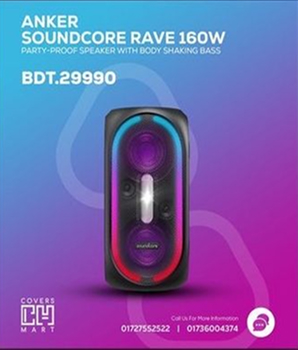 ANKER
SOUNDCORE RAVE 160W
PARTY-PROOF SPEAKER WITH BODY SHAKING BASS
BDT.29990
soundcore
COVERS
MART
Call Us For More Information
01727552522 | 01736004374